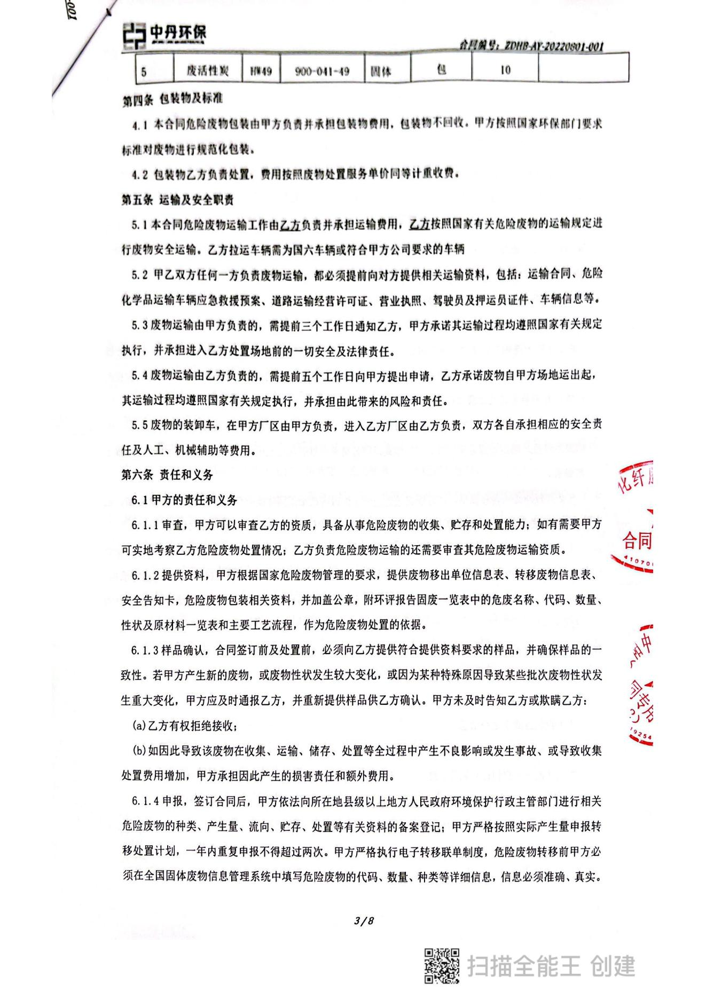 -001
中丹环保
合同编号：ZDHB-AY-20220801-001
5 废活性炭 HW49 900-041-49 固体 包 10
第四条 包装物及标准
4.1 本合同危险废物包装由甲方负责并承担包装物费用，包装物不回收。甲方按照国家环保部门要求
标准对废物进行规范化包装。
4.2 包装物乙方负责处置，费用按照废物处置服务单价同等计重收费。
第五条 运输及安全职责
5.1本合同危险废物运输工作由乙方负责并承担运输费用，乙方按照国家有关危险废物的运输规定进
行废物安全运输。乙方拉运车辆需为国六车辆或符合甲方公司要求的车辆
5.2 甲乙双方任何一方负责废物运输，都必须提前向对方提供相关运输资料，包括：运输合同、危险
化学品运输车辆应急救援预案、道路运输经营许可证、营业执照、驾驶员及押运员证件、车辆信息等。
5.3废物运输由甲方负责的，需提前三个工作日通知乙方，甲方承诺其运输过程均遵照国家有关规定
执行，并承担进入乙方处置场地前的一切安全及法律责任。
5.4废物运输由乙方负责的，需提前五个工作日向甲方提出申请，乙方承诺废物自甲方场地运出起，
其运输过程均遵照国家有关规定执行，并承担由此带来的风险和责任。
5.5废物的装卸车，在甲方厂区由甲方负责，进入乙方厂区由乙方负责，双方各自承担相应的安全责
任及人工、机械辅助等费用。
第六条 责任和义务
6.1甲方的责任和义务
6.1.1审查，甲方可以审查乙方的资质，具备从事危险废物的收集、贮存和处置能力；如有需要甲方
可实地考察乙方危险废物处置情况；乙方负责危险废物运输的还需要审查其危险废物运输资质。
6.1.2提供资料，甲方根据国家危险废物管理的要求，提供废物移出单位信息表、转移废物信息表、
安全告知卡，危险废物包装相关资料，并加盖公章，附环评报告固废一览表中的危废名称、代码、数量、
性状及原材料一览表和主要工艺流程，作为危险废物处置的依据。
6.1.3样品确认，合同签订前及处置前，必须向乙方提供符合提供资料要求的样品，并确保样品的一
致性。若甲方产生新的废物，或废物性状发生较大变化，或因为某种特殊原因导致某些批次废物性状发
生重大变化，甲方应及时通报乙方，并重新提供样品供乙方确认。甲方未及时告知乙方或欺瞒乙方：
(a)乙方有权拒绝接收；
(b)如因此导致该废物在收集、运输、储存、处置等全过程中产生不良影响或发生事故、或导致收集
处置费用增加，甲方承担因此产生的损害责任和额外费用。
6.1.4申报，签订合同后，甲方依法向所在地县级以上地方人民政府环境保护行政主管部门进行相关
危险废物的种类、产生量、流向、贮存、处置等有关资料的备案登记；甲方严格按照实际产生量申报转
移处置计划，一年内重复申报不得超过两次。甲方严格执行电子转移联单制度，危险废物转移前甲方必
须在全国固体废物信息管理系统中填写危险废物的代码、数量、种类等详细信息，信息必须准确、真实。
化纤
合同
41070
中
同专用
19254
3/8
扫描全能王 创建